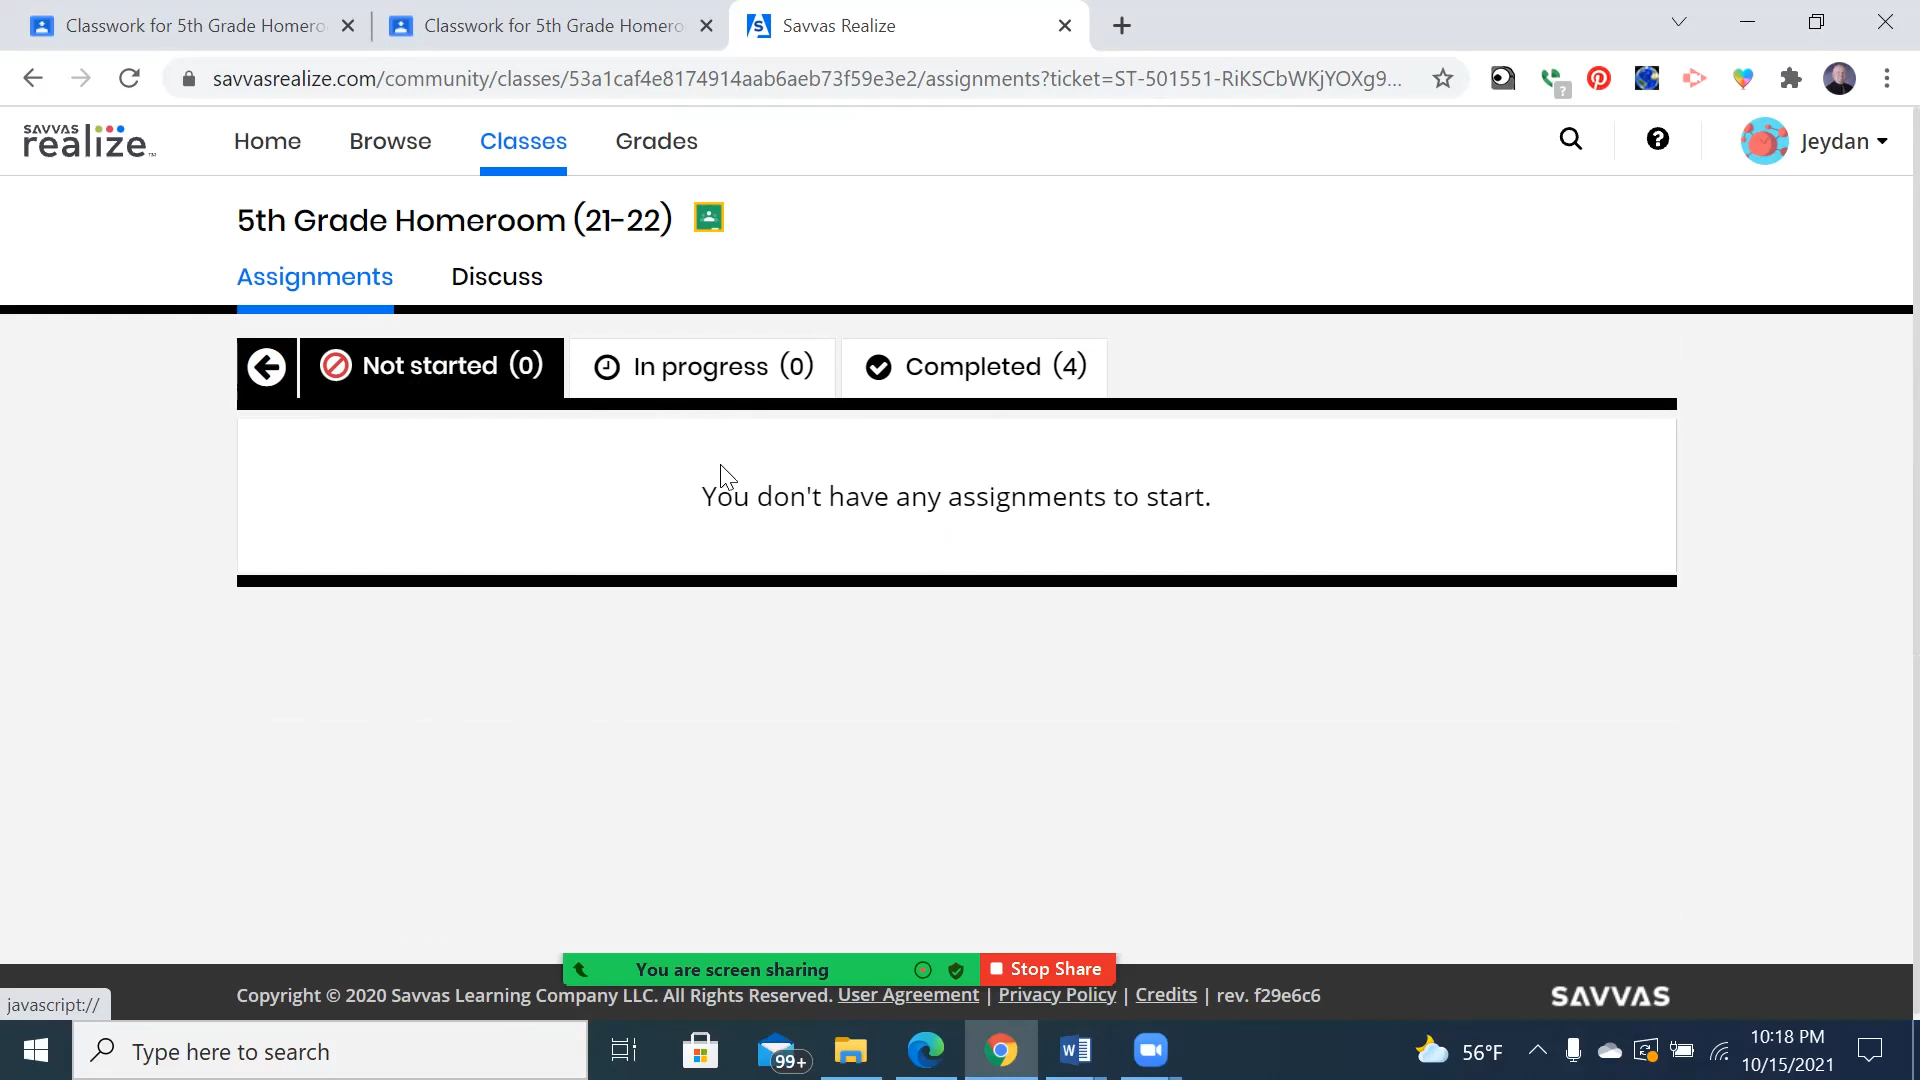 Classwork for 5th Grade Homero
Classwork for 5th Grade Homero
Savvas Realize
savvasrealize.com/community/classes/53a1caf4e8174914aab6aeb73f59e3e2/assignments?ticket=ST-501551-RiKSCbWKjYOXg9...
SAVVAS
realize
Home
Browse
Classes
Grades
Jeydan
5th Grade Homeroom (21-22)
Assignments
Discuss
Not started (0)
In progress (0)
Completed (4)
You don't have any assignments to start.
You are screen sharing
Stop Share
Copyright © 2020 Savvas Learning Company LLC. All Rights Reserved. User Agreement | Privacy Policy | Credits | rev. f29e6c6
SAVVAS
javascript://
Type here to search
99+
56°F
10:18 PM
10/15/2021